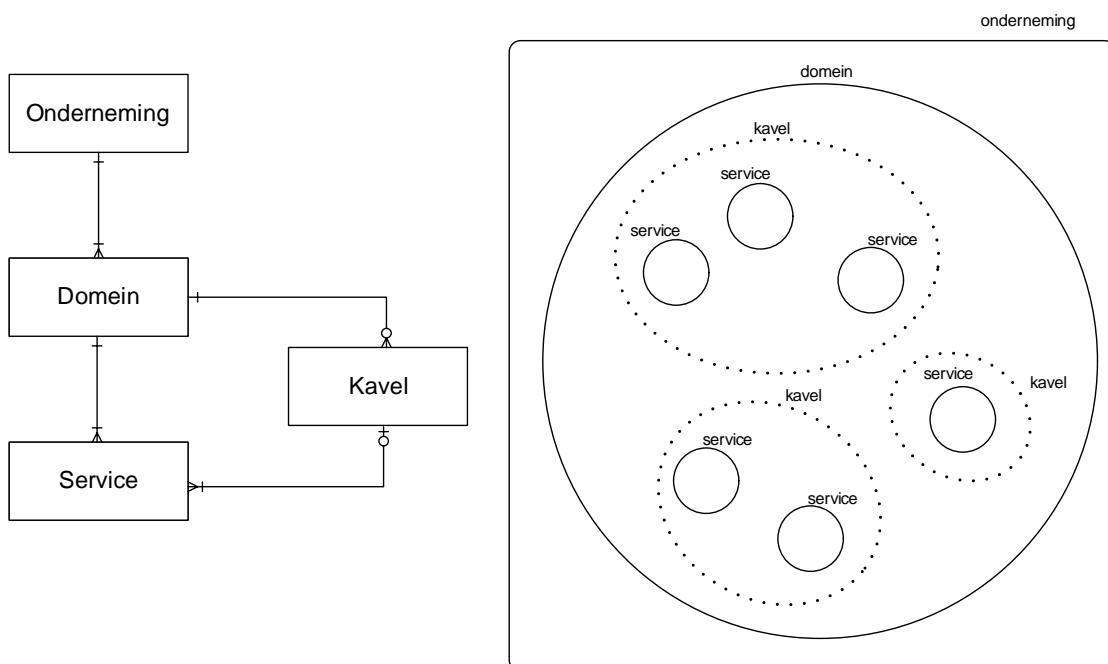 Onderneming
Domein
Kavel
Service
onderneming
domein
kavel
service
service
service
service
kavel
kavel
service
service